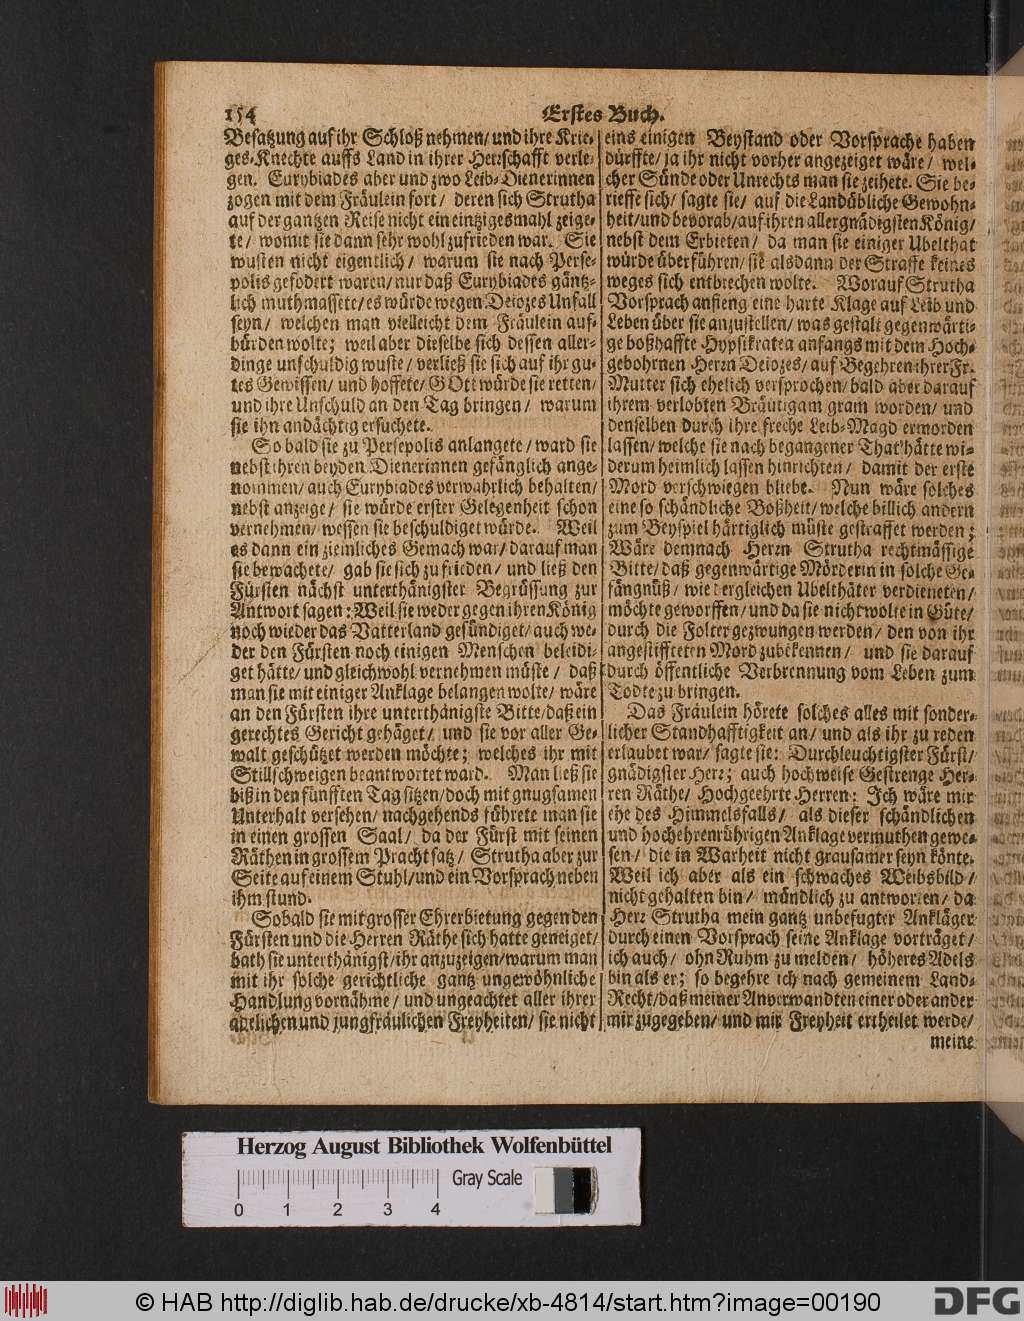 154
Erstes Buch.
Besatzung auf ihr Schloß nehmen/ und ihre Krie-
ges-Knechte auffs Land in ihrer Herrschafft verle-
gen. Eurybiades aber und zwo Leib-Dienerinnen
zogen mit dem Fräulein fort/ deren sich Strutha
auf der gantzen Reise nicht ein eintzigesmahl zeige-
te/ womit sie dann sehr wohl zufrieden war. Sie
wusten nicht eigentlich/ warum sie nach Perse-
polis gefodert waren/ nur daß Eurybiades gäntz-
lich muthmassete/ es würde wegen Deiozes Unfall
seyn/ welchen man vielleicht dem Fräulein auf-
bürden wolte; weil aber dieselbe sich dessen aller-
dinge unschuldig wuste/ verließ sie sich auf ihr gu-
tes Gewissen/ und hoffete/ GOtt würde sie retten/
und ihre Unschuld an den Tag bringen/ warum
sie ihn andächtig ersuchete.
So bald sie zu Persepolis anlangete/ ward sie
nebst ihren beyden Dienerinnen gefänglich ange-
nommen/ auch Eurybiades verwahrlich behalten/
nebst anzeige/ sie würde erster Gelegenheit schon
vernehmen/ wessen sie beschuldiget würde. Weil
es dann ein ziemliches Gemach war/ darauf man
sie bewachete/ gab sie sich zu frieden/ und ließ den
Fürsten nächst unterthänigster Begrüssung zur
Antwort sagen: Weil sie weder gegen ihren König
noch wieder das Vatterland gesündiget/ auch we-
der den Fürsten noch einigen Menschen beleidi-
get hätte/ und gleichwohl vernehmen müste/ daß
man sie mit einiger Anklage belangen wolte/ wäre
an den Fürsten ihre unterthänigste Bitte/ daß ein
gerechtes Gericht gehäget/ und sie vor aller Ge-
walt geschützet werden möchte; welches ihr mit
Stillschweigen beantwortet ward. Man ließ sie
biß in den fünfften Tag sitzen/ doch mit gnugsamen
Unterhalt versehen/ nachgehends führete man sie
in einen grossen Saal/ da der Fürst mit seinen
Räthen in grossem Pracht satz/ Strutha aber zur
Seite auf einem Stuhl/ und ein Vorsprach neben
ihm stund.
Sobald sie mit grosser Ehrerbietung gegen den
Fürsten und die Herren Räthe sich hatte geneiget/
bath sie unterthänigst/ ihr anzuzeigen/ warum man
mit ihr solche gerichtliche gantz ungewöhnliche
Handlung vornähme/ und ungeachtet aller ihrer
adelichen und jungfräulichen Freyheiten/ sie nicht
eins einigen Beystand oder Vorsprache haben
dürffte/ ja ihr nicht vorher angezeiget wäre/ wel-
cher Sünde oder Unrechts man sie zeihete. Sie be-
rieffe sich/ sagte sie/ auf die Landübliche Gewohn-
heit/ und bevorab/ auf ihren allergnädigsten König/
nebst dem Erbieten/ da man sie einiger Ubelthat
würde überführen/ sie alsdann der Straffe keines
weges sich entbrechen wolte. Worauf Strutha
Vorsprach anfieng eine harte Klage auf Leib und
Leben über sie anzustellen/ was gestalt gegenwärti-
ge boßhaffte Hypsikratea anfangs mit dem Hoch-
gebohrnen Herrn Deiozes/ auf Begehren ihrer Fr.
Mutter sich ehelich versprochen/ bald aber darauf
ihrem verlobten Bräutigam gram worden/ und
denselben durch ihre freche Leib-Magd ermorden
lassen/ welche sie nach begangener That hätte wi-
derum heimlich lassen hinrichten/ damit der erste
Mord verschwiegen bliebe. Nun wäre solches
eine so schändliche Boßheit/ welche billich andern
zum Beyspiel härtiglich müste gestraffet werden;
Wäre demnach Herrn Strutha rechtmässige
Bitte/ daß gegenwärtige Mörderin in solche Ge-
fängnüß/ wie dergleichen Ubelthäter verdieneten/
möchte geworffen/ und da sie nicht wolte in Güte/
durch die Folter gezwungen werden/ den von ihr
angestiffteten Mord zubekennen/ und sie darauf
durch öffentliche Verbrennung vom Leben zum
Todte zu bringen.
Das Fräulein hörete solches alles mit sonder-
licher Standhafftigkeit an/ und als ihr zu reden
erlaubet war/ sagte sie: Durchleuchtigster Fürst/
gnädigster Herr; auch hochweise Gestrenge Her-
ren Räthe/ Hochgeehrte Herren: Ich wäre mir
ehe des Himmelsfalls/ als dieser schändlichen
und hochehrenrührigen Anklage vermuthen gewe-
sen/ die in Warheit nicht grausamer seyn könte.
Weil ich aber als ein schwaches Weibsbild/
nicht gehalten bin/ mündlich zu antworten/ da
Herr Strutha mein gantz unbefugter Ankläger
durch einen Vorsprach seine Anklage vorträget/
ich auch/ ohn Ruhm zu melden/ höheres Adels
bin als er; so begehre ich nach gemeinem Land-
Recht/ daß meiner Anverwandten einer oder ander
mir zugegeben/ und mir Freyheit ertheilet werde/
meine
Herzog August Bibliothek Wolfenbüttel
Gray Scale
0 1 2 3 4
© HAB http://diglib.hab.de/drucke/xb-4814/start.htm?image=00190
DFG